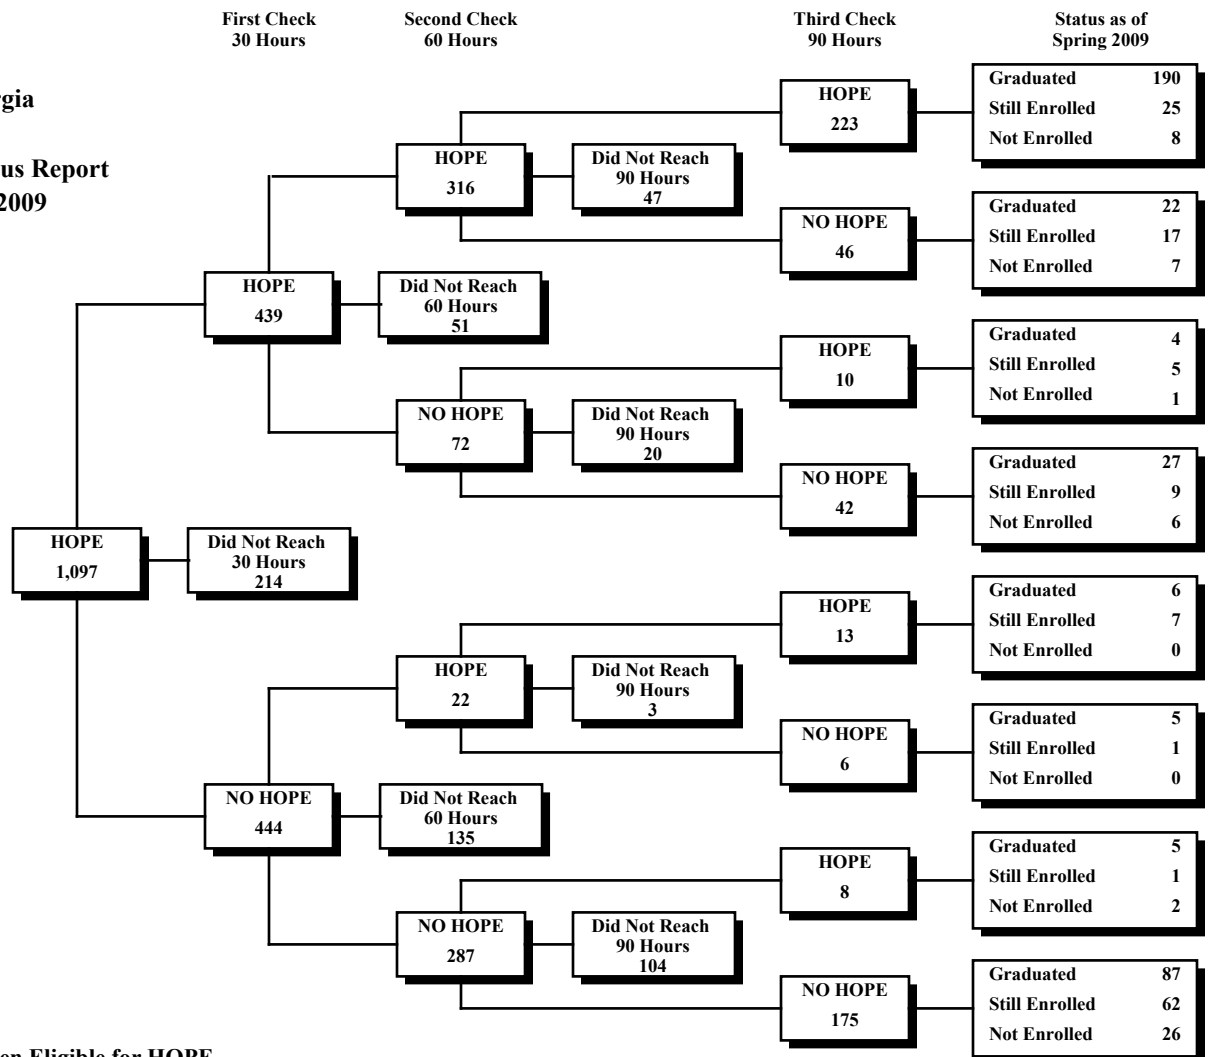 First Check
30 Hours
Second Check
60 Hours
Third Check
90 Hours
Status as of
Spring 2009
us Report
2009
HOPE
1,097
Did Not Reach
30 Hours
214
HOPE
439
Did Not Reach
60 Hours
51
NO HOPE
444
Did Not Reach
60 Hours
135
HOPE
316
Did Not Reach
90 Hours
47
NO HOPE
72
Did Not Reach
90 Hours
20
HOPE
22
Did Not Reach
90 Hours
3
NO HOPE
287
Did Not Reach
90 Hours
104
HOPE
223
Graduated 190
Still Enrolled 25
Not Enrolled 8
NO HOPE
46
Graduated 22
Still Enrolled 17
Not Enrolled 7
HOPE
10
Graduated 4
Still Enrolled 5
Not Enrolled 1
NO HOPE
42
Graduated 27
Still Enrolled 9
Not Enrolled 6
HOPE
13
Graduated 6
Still Enrolled 7
Not Enrolled 0
NO HOPE
6
Graduated 5
Still Enrolled 1
Not Enrolled 0
HOPE
8
Graduated 5
Still Enrolled 1
Not Enrolled 2
NO HOPE
175
Graduated 87
Still Enrolled 62
Not Enrolled 26
en Eligible for HOPE